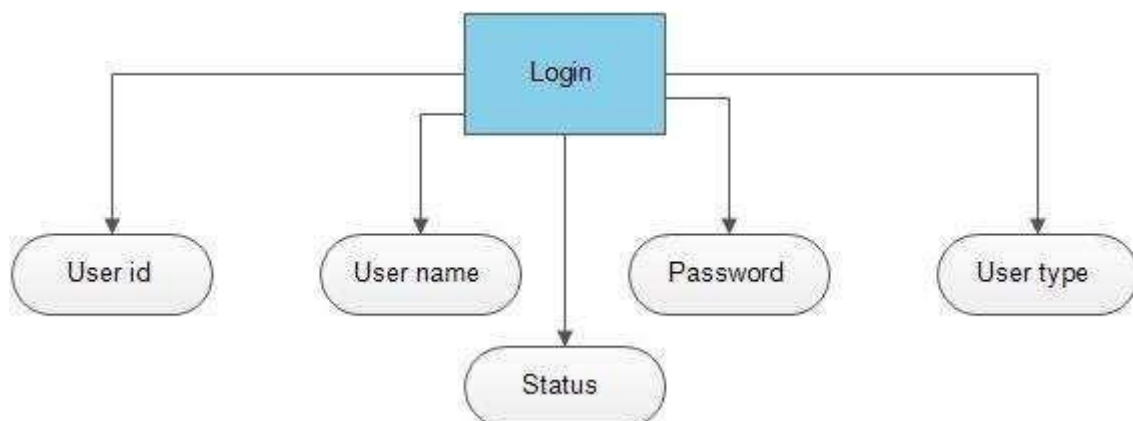 Login
User id
User name
Password
User type
Status